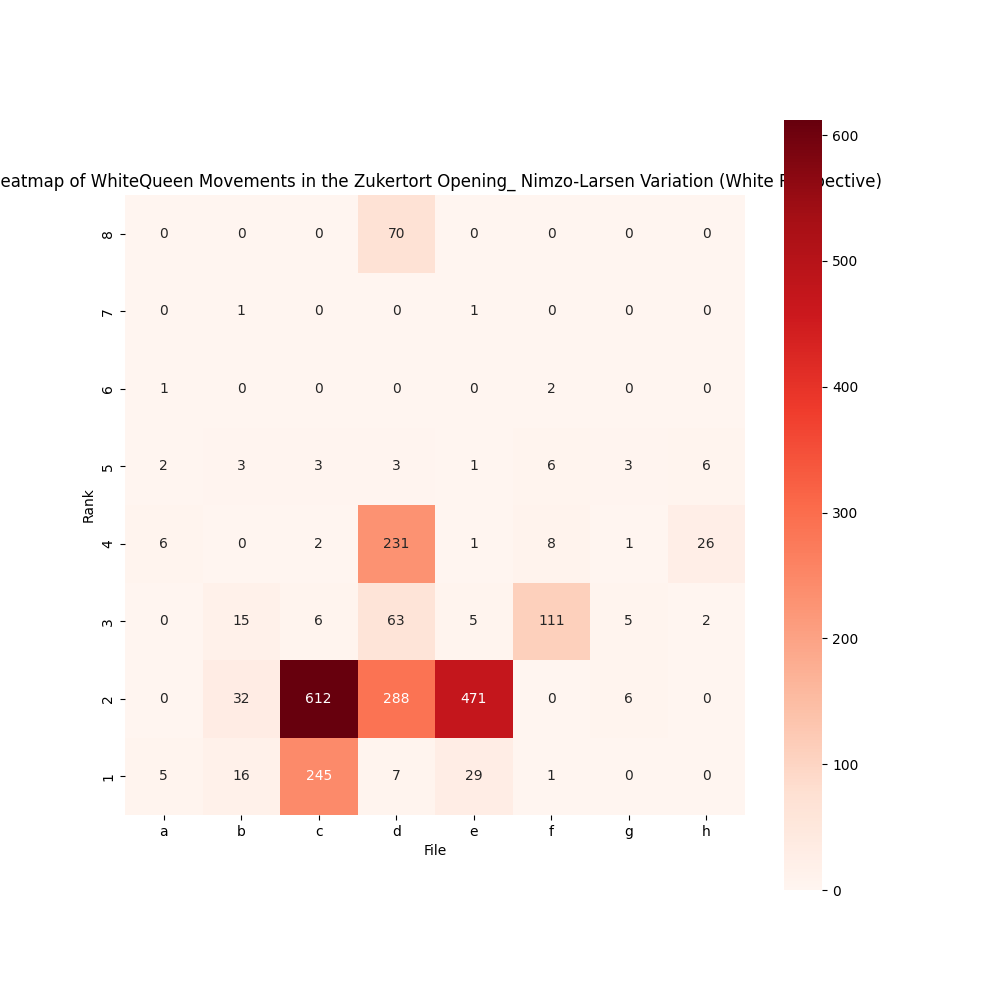 eatmap of WhiteQueen Movements in the Zukertort Opening_ Nimzo-Larsen Variation (White pective)
600
500
400
300
200
100
0
8 0 0 0 70 0 0 0 0
7 0 1 0 0 1 0 0 0
6 1 0 0 0 0 2 0 0
5 2 3 3 3 1 6 3 6
Rank
4 6 0 2 231 1 8 1 26
3 0 15 6 63 5 111 5 2
2 0 32 612 288 471 0 6 0
1 5 16 245 7 29 1 0 0
a b c d e f g h
File